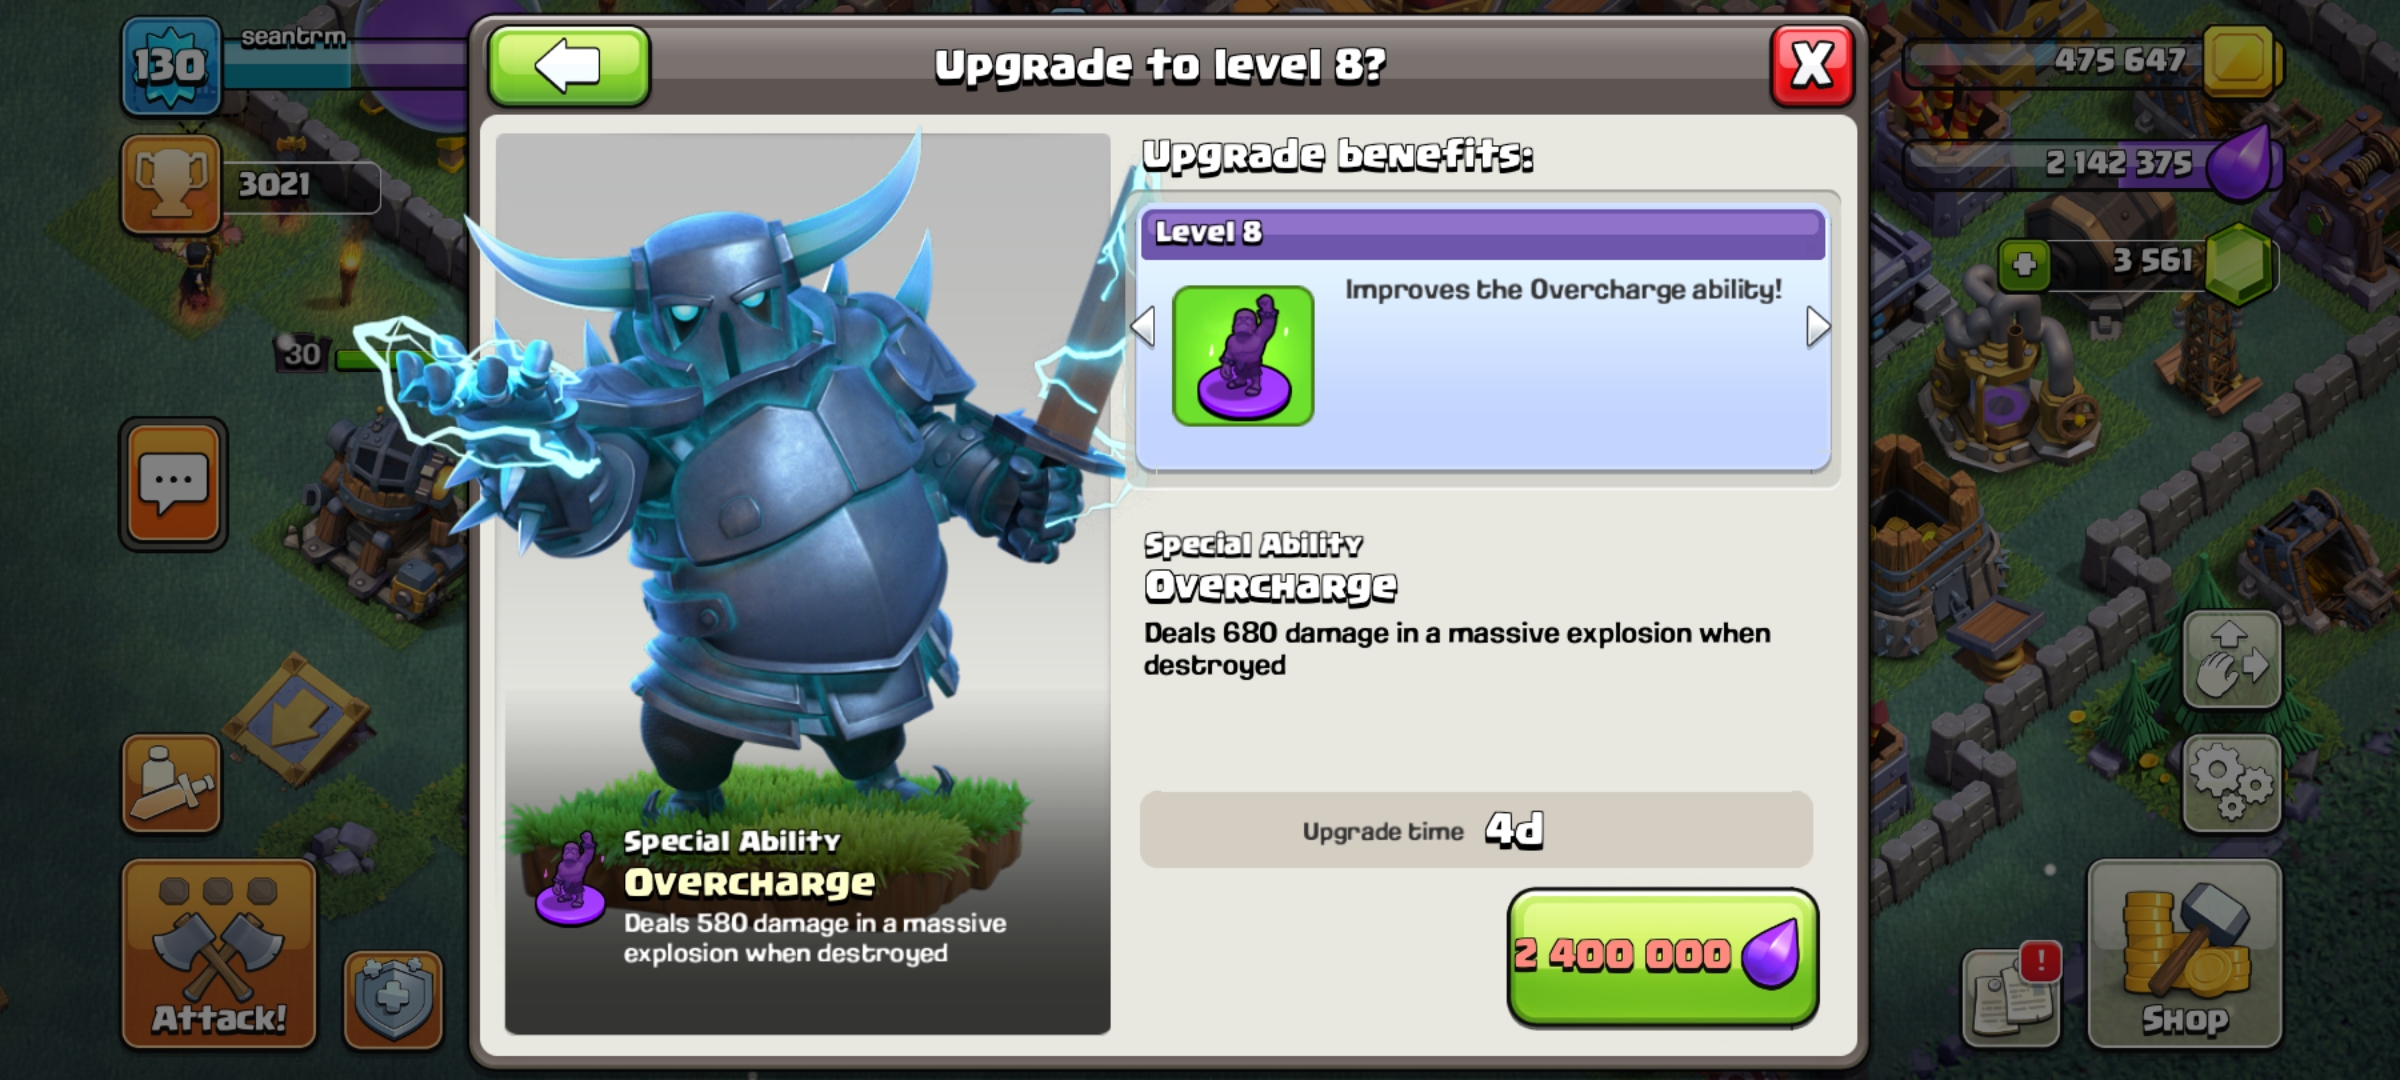 130
seantrm
3021
30
Attack!
Upgrade to level 8?
X
Special Ability
Overcharge
Deals 580 damage in a massive
explosion when destroyed
Upgrade benefits:
Level 8
Improves the Overcharge ability!
Special Ability
Overcharge
Deals 680 damage in a massive explosion when
destroyed
Upgrade time 4d
2 400 000
475 647
2 142 375
3 561
!
Shop